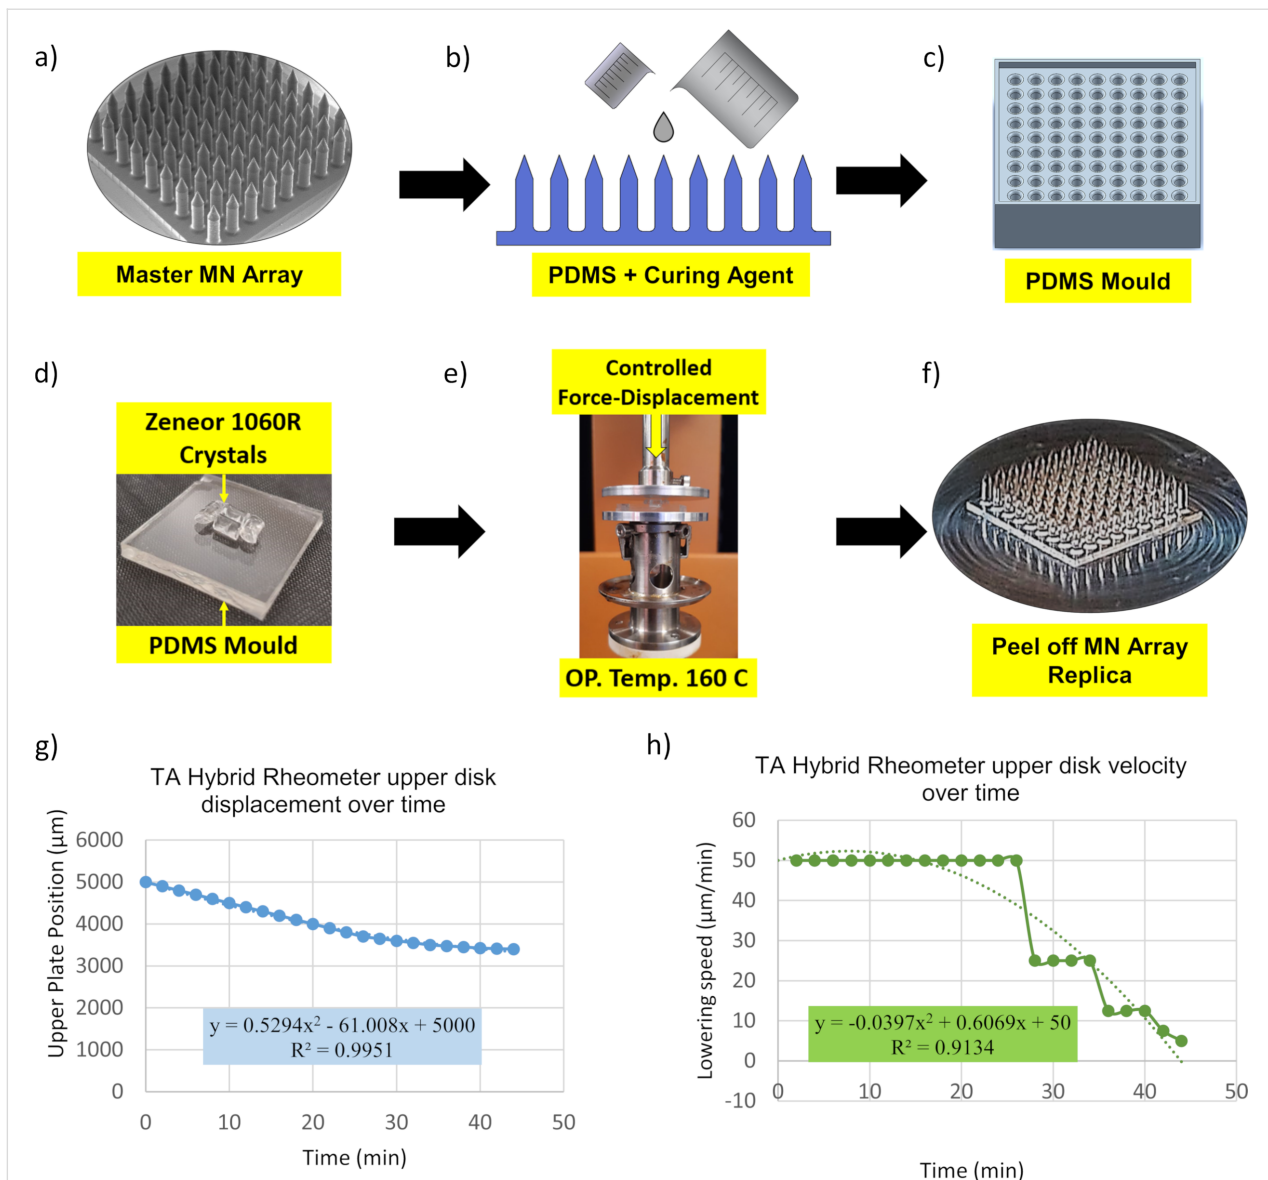 a)
b)
c)
Master MN Array
PDMS + Curing Agent
PDMS Mould
d)
e)
f)
Zeneor 1060R
Crystals
PDMS Mould
Controlled
Force-Displacement
OP. Temp. 160 C
Peel off MN Array
Replica
g)
TA Hybrid Rheometer upper disk
displacement over time
Upper Plate Position (µm)
6000
5000
4000
3000
2000
1000
0
y = 0.5294x² - 61.008x + 5000
R² = 0.9951
0 10 20 30 40 50
Time (min)
h)
TA Hybrid Rheometer upper disk velocity
over time
Lowering speed (µm/min)
60
50
40
30
20
10
0
-10
y = -0.0397x² + 0.6069x + 50
R² = 0.9134
0 10 20 30 40 50
Time (min)